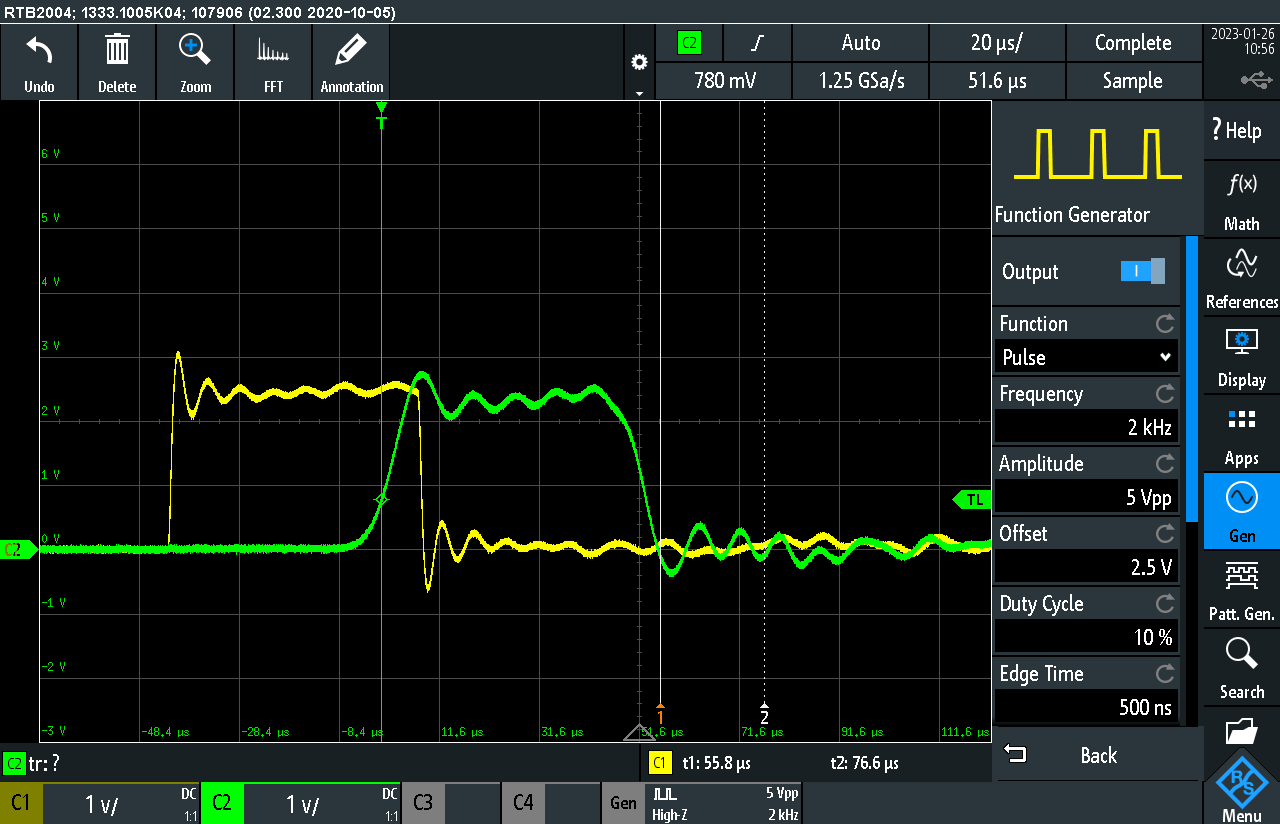 RTB2004; 1333.1005K04; 107906 (02.300 2020-10-05)
Undo
Delete
Zoom
FFT
Annotation
C2
Auto
20 µs/
Complete
780 mV
1.25 GSa/s
51.6 µs
Sample
2023-01-26
10:56
T
6 V
5 V
4 V
3 V
2 V
1 V
0 V
-1 V
-2 V
-3 V
C2
TL
1
2
-48,4 µs
-28,4 µs
-8,4 µs
11,6 µs
31,6 µs
51,6 µs
71,6 µs
91,6 µs
111,6 µs
Function Generator
Output
I
Function
Pulse
Frequency
2 kHz
Amplitude
5 Vpp
Offset
2.5 V
Duty Cycle
10 %
Edge Time
500 ns
Back
? Help
f(x)
Math
References
Display
Apps
Gen
Patt. Gen.
Search
R S
Menu
C2 tr: ?
C1 t1: 55.8 µs t2: 76.6 µs
C1 1 V/ DC 1:1
C2 1 V/ DC 1:1
C3
C4
Gen
5 Vpp
High-Z 2 kHz